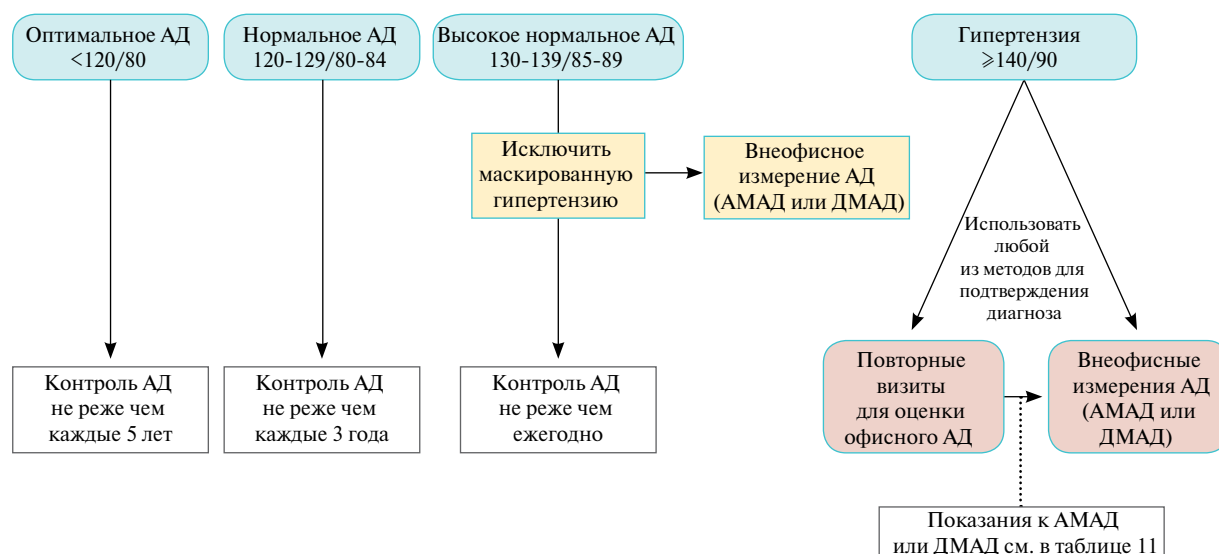 Оптимальное АД
<120/80
Нормальное АД
120-129/80-84
Высокое нормальное АД
130-139/85-89
Гипертензия
⩾140/90
Исключить
маскированную
гипертензию
Внеофисное
измерение АД
(АМАД или ДМАД)
Использовать
любой
из методов для
подтверждения
диагноза
Контроль АД
не реже чем
каждые 5 лет
Контроль АД
не реже чем
каждые 3 года
Контроль АД
не реже чем
ежегодно
Повторные
визиты
для оценки
офисного АД
Внеофисные
измерения АД
(АМАД или
ДМАД)
Показания к АМАД
или ДМАД см. в таблице 11